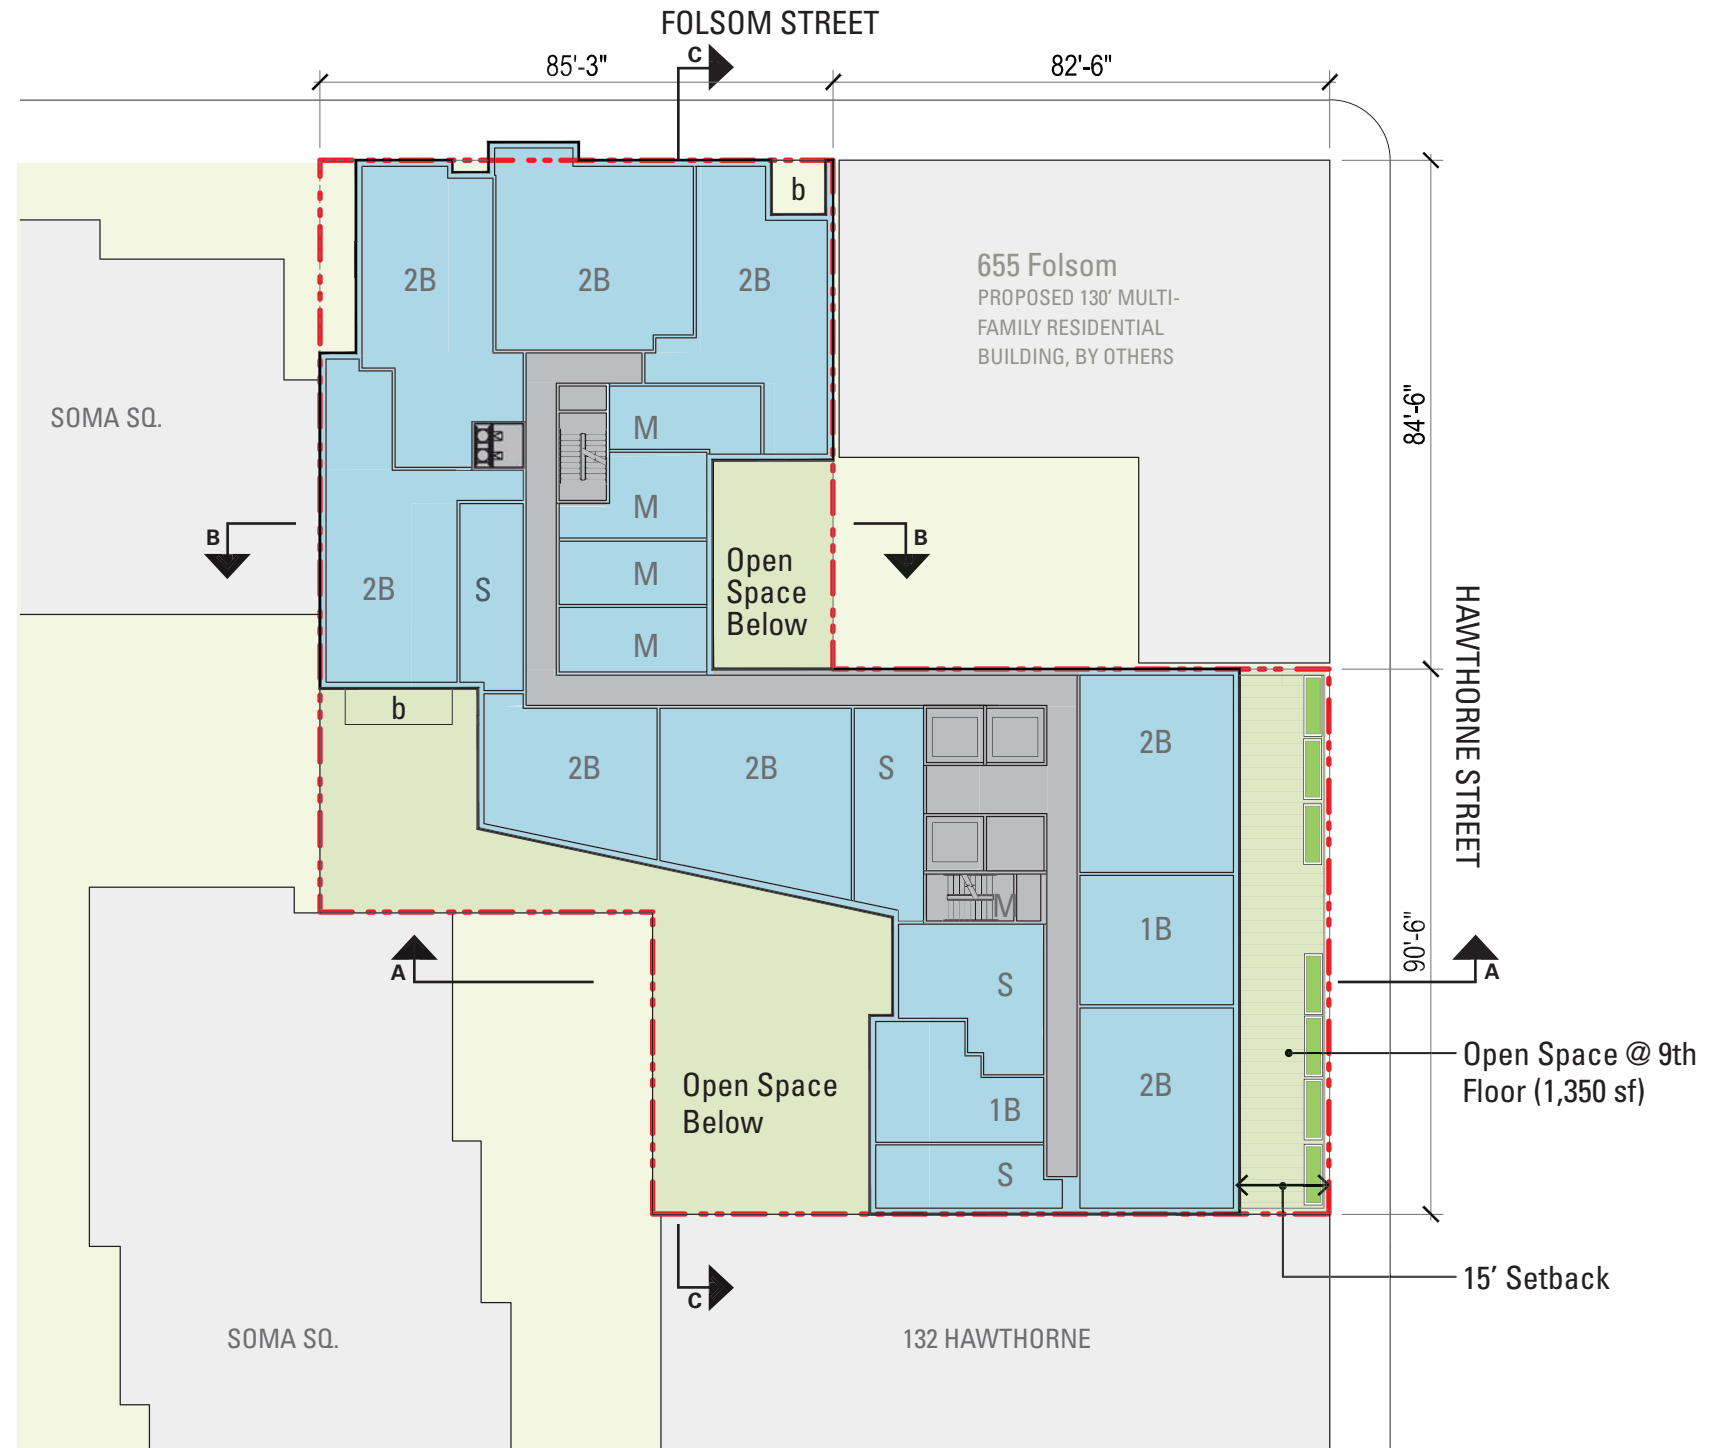 FOLSOM STREET
85'-3"
C
82'-6"
b
2B
2B
2B
655 Folsom
PROPOSED 130' MULTI-
FAMILY RESIDENTIAL
BUILDING, BY OTHERS
SOMA SQ.
M
84'-6"
M
B
B
Open
Space
Below
M
2B
S
M
HAWTHORNE STREET
b
2B
2B
2B
S
M
1B
90'-6"
A
A
S
Open Space @ 9th
Floor (1,350 sf)
Open Space
Below
2B
1B
S
15' Setback
C
SOMA SQ.
132 HAWTHORNE